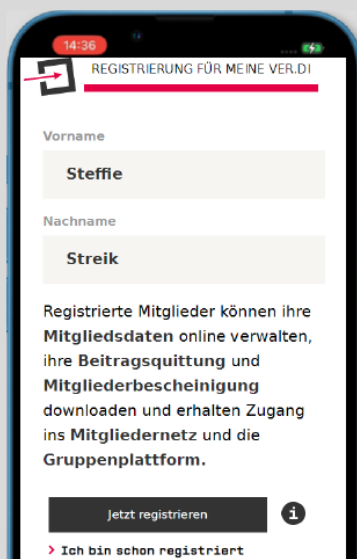 14:36
REGISTRIERUNG FÜR MEINE VER.DI
Vorname
Steffie
Nachname
Streik
Registrierte Mitglieder können ihre
Mitgliedsdaten online verwalten,
ihre Beitragsquittung und
Mitgliederbescheinigung
downloaden und erhalten Zugang
ins Mitgliedernetz und die
Gruppenplattform.
Jetzt registrieren
i
> Ich bin schon registriert